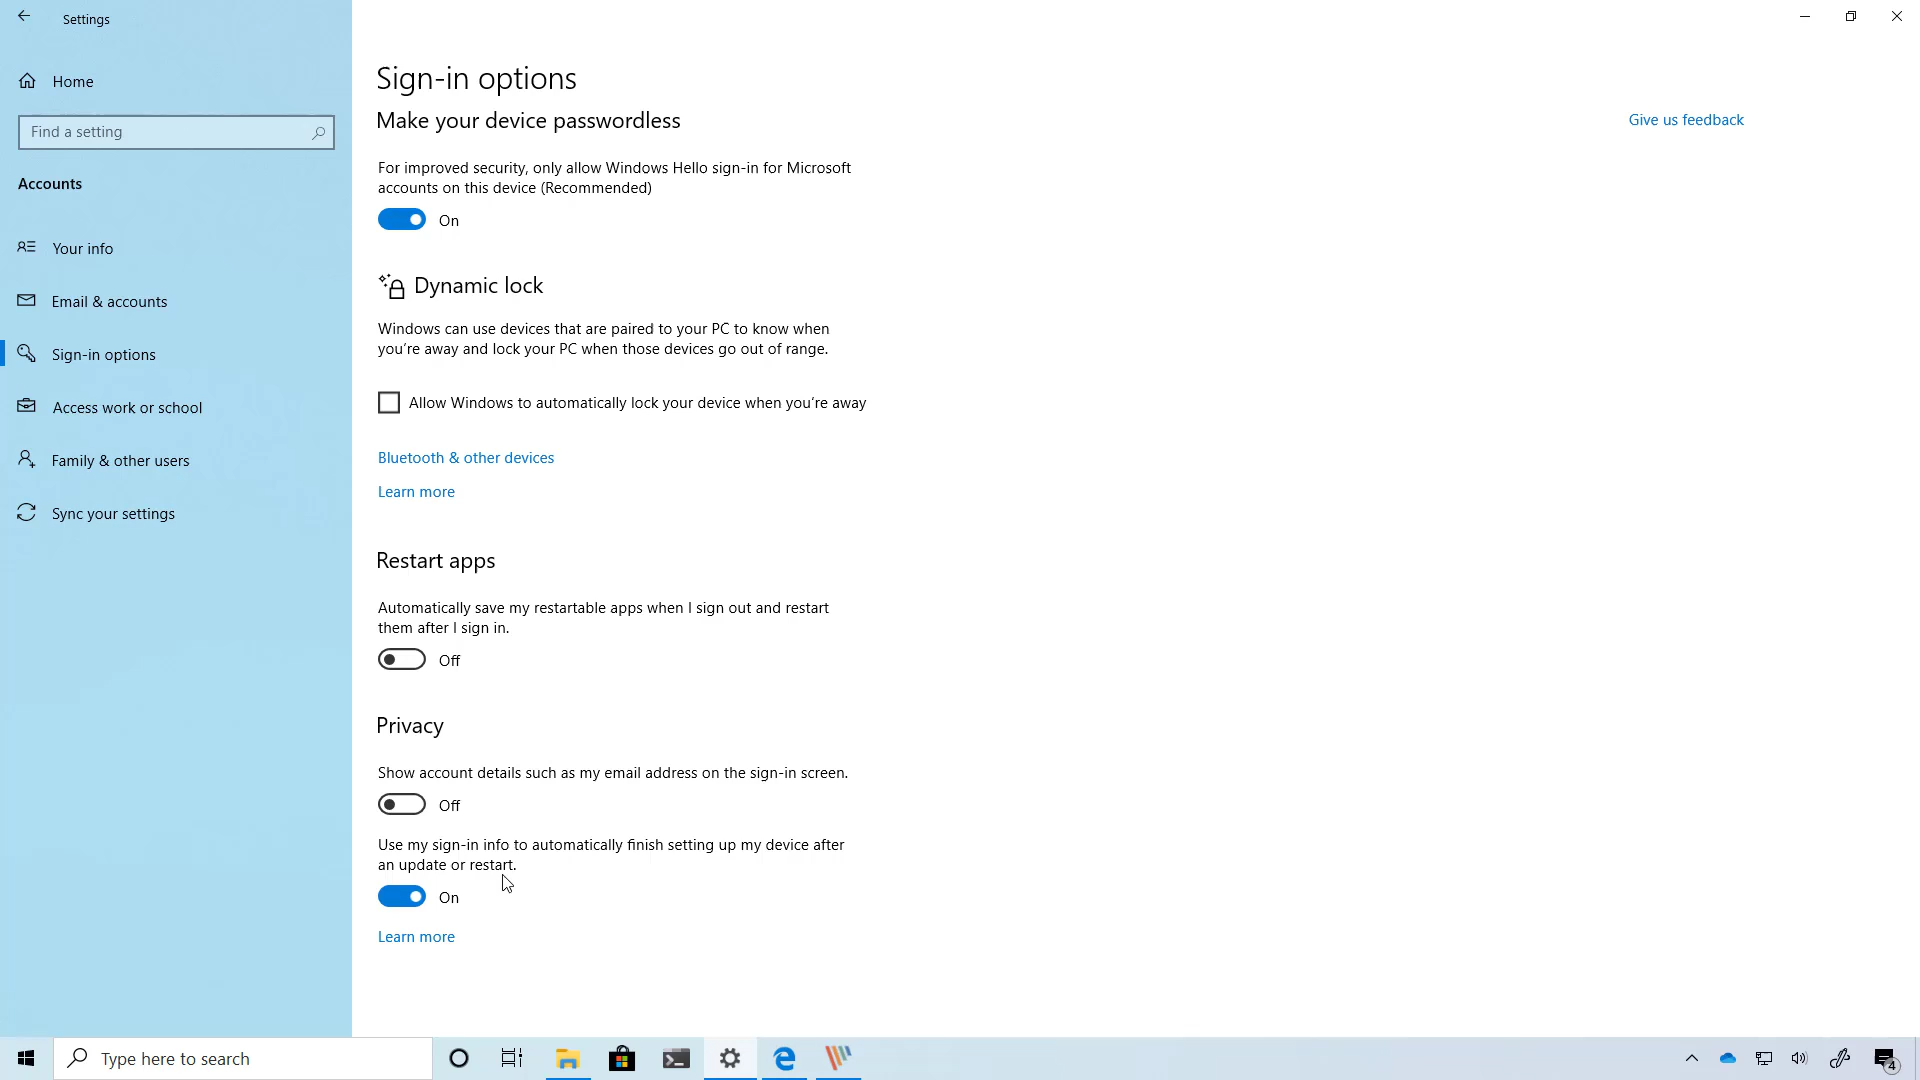 Settings
Home
Find a setting
Accounts
Your info
Email & accounts
Sign-in options
Access work or school
Family & other users
Sync your settings
Sign-in options
Make your device passwordless
Give us feedback
For improved security, only allow Windows Hello sign-in for Microsoft
accounts on this device (Recommended)
On
Dynamic lock
Windows can use devices that are paired to your PC to know when
you’re away and lock your PC when those devices go out of range.
Allow Windows to automatically lock your device when you’re away
Bluetooth & other devices
Learn more
Restart apps
Automatically save my restartable apps when I sign out and restart
them after I sign in.
Off
Privacy
Show account details such as my email address on the sign-in screen.
Off
Use my sign-in info to automatically finish setting up my device after
an update or restart.
On
Learn more
Type here to search
4